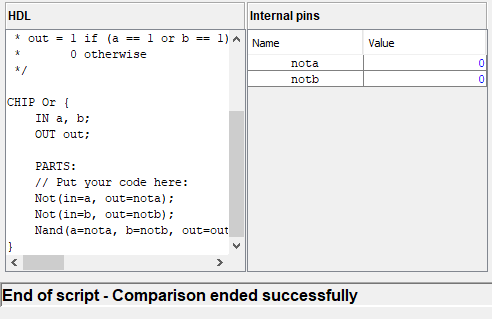 HDL
* out = 1 if (a == 1 or b == 1)
* 0 otherwise
*/
CHIP Or {
IN a, b;
OUT out;
PARTS:
// Put your code here:
Not(in=a, out=nota);
Not(in=b, out=notb);
Nand(a=nota, b=notb, out=out
}
Internal pins
Name Value
nota 0
notb 0
End of script - Comparison ended successfully